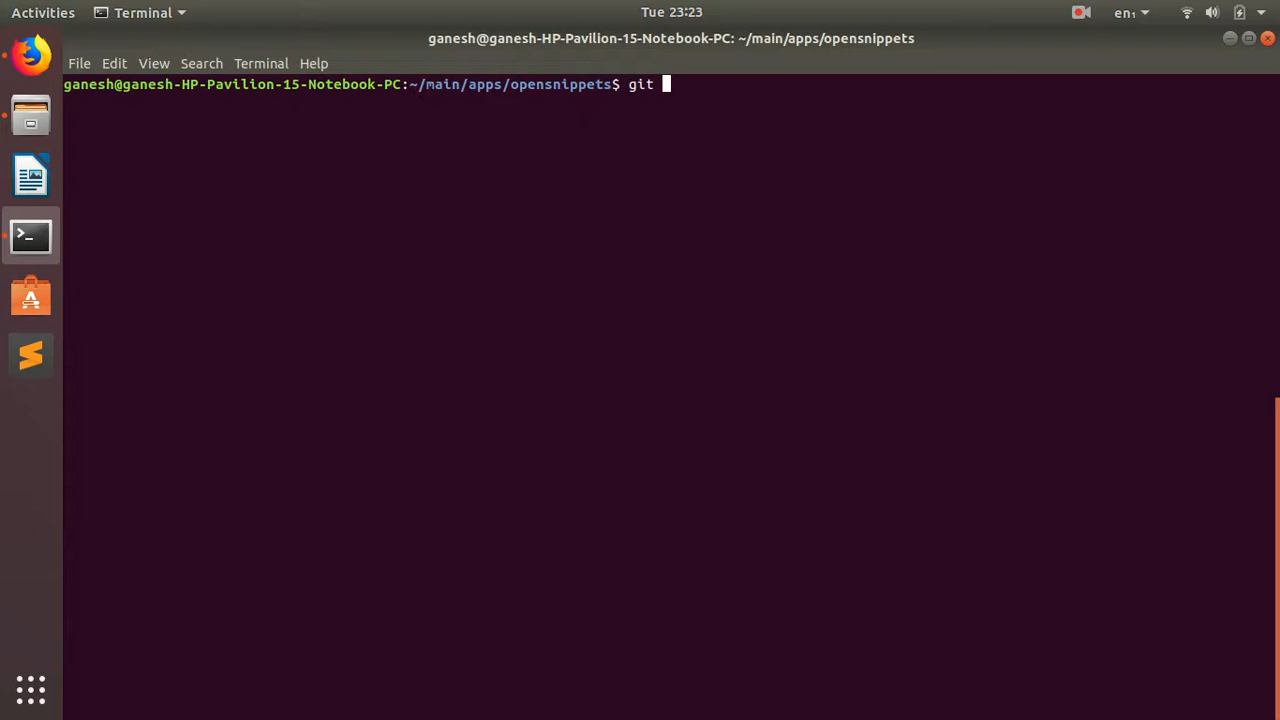 Activities Terminal Tue 23:23 en₁
ganesh@ganesh-HP-Pavilion-15-Notebook-PC: ~/main/apps/opensnippets
File Edit View Search Terminal Help
ganesh@ganesh-HP-Pavilion-15-Notebook-PC:~/main/apps/opensnippets$ git